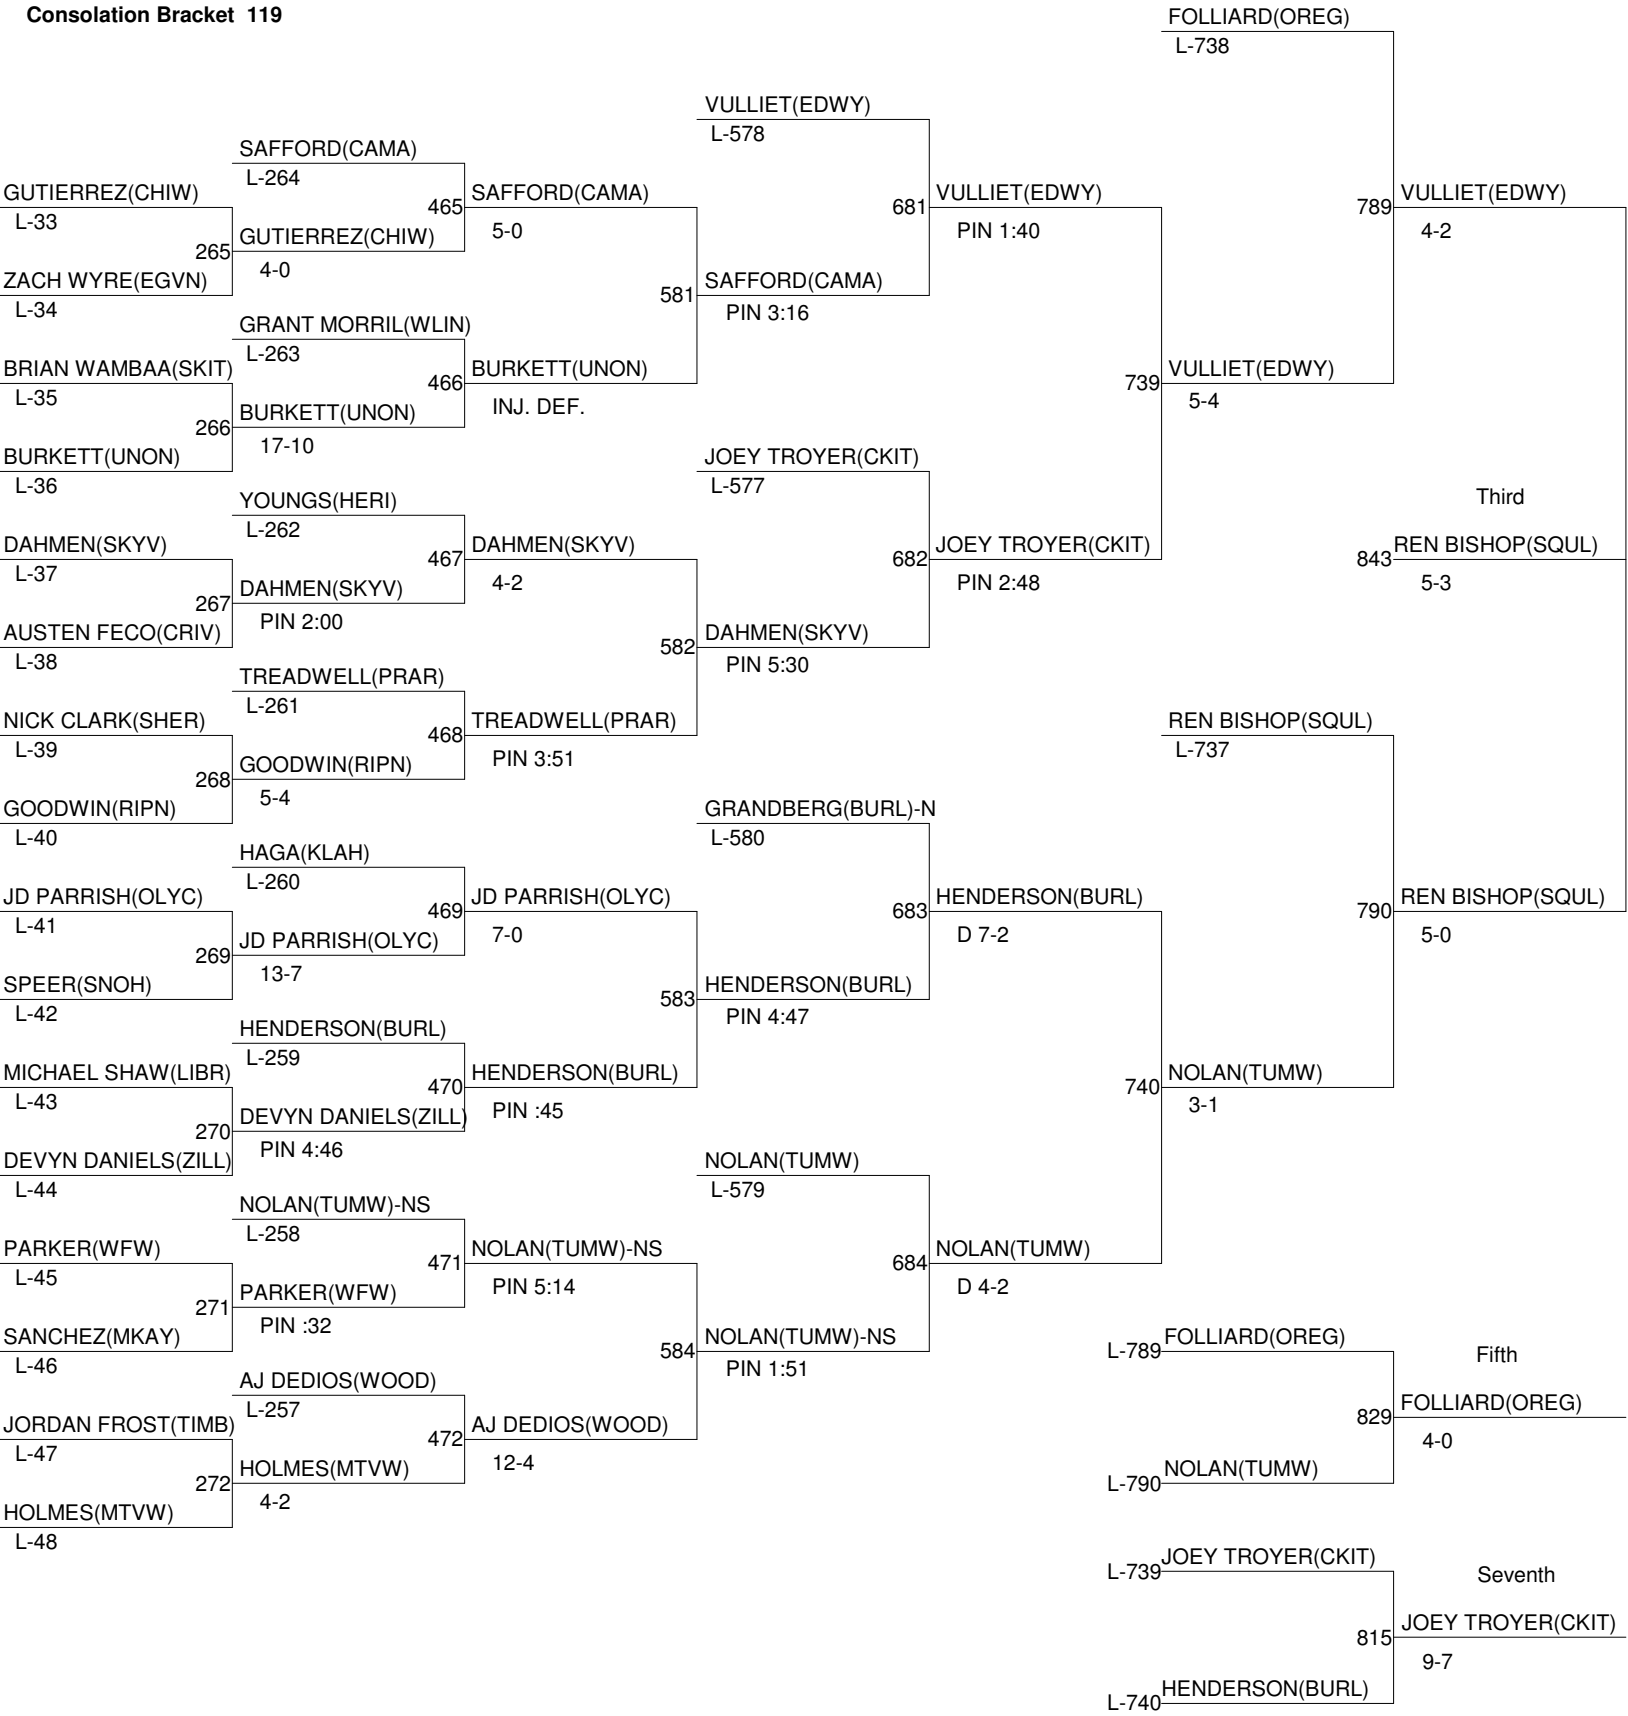 Consolation Bracket 119
GUTIERREZ(CHIW)
L-33
265
ZACH WYRE(EGVN)
L-34
BRIAN WAMBAA(SKIT)
L-35
266
BURKETT(UNON)
L-36
DAHMEN(SKYV)
L-37
267
AUSTEN FECO(CRIV)
L-38
NICK CLARK(SHER)
L-39
268
GOODWIN(RIPN)
L-40
JD PARRISH(OLYC)
L-41
269
SPEER(SNOH)
L-42
MICHAEL SHAW(LIBR)
L-43
270
DEVYN DANIELS(ZILL)
L-44
PARKER(WFW)
L-45
271
SANCHEZ(MKAY)
L-46
JORDAN FROST(TIMB)
L-47
272
HOLMES(MTVW)
L-48
SAFFORD(CAMA)
L-264
465
GUTIERREZ(CHIW)
4-0
GRANT MORRIL(WLIN)
L-263
466
BURKETT(UNON)
17-10
YOUNGS(HERI)
L-262
467
DAHMEN(SKYV)
PIN 2:00
TREADWELL(PRAR)
L-261
468
GOODWIN(RIPN)
5-4
HAGA(KLAH)
L-260
469
JD PARRISH(OLYC)
13-7
HENDERSON(BURL)
L-259
470
DEVYN DANIELS(ZILL)
PIN 4:46
NOLAN(TUMW)-NS
L-258
471
PARKER(WFW)
PIN :32
AJ DEDIOS(WOOD)
L-257
472
HOLMES(MTVW)
4-2
SAFFORD(CAMA)
5-0
581
BURKETT(UNON)
INJ. DEF.
DAHMEN(SKYV)
4-2
582
TREADWELL(PRAR)
PIN 3:51
JD PARRISH(OLYC)
7-0
583
HENDERSON(BURL)
PIN :45
NOLAN(TUMW)-NS
PIN 5:14
584
AJ DEDIOS(WOOD)
12-4
VULLIET(EDWY)
L-578
681
SAFFORD(CAMA)
PIN 3:16
JOEY TROYER(CKIT)
L-577
682
DAHMEN(SKYV)
PIN 5:30
GRANDBERG(BURL)-N
L-580
683
HENDERSON(BURL)
PIN 4:47
NOLAN(TUMW)
L-579
684
NOLAN(TUMW)-NS
PIN 1:51
VULLIET(EDWY)
PIN 1:40
739
JOEY TROYER(CKIT)
PIN 2:48
HENDERSON(BURL)
D 7-2
740
NOLAN(TUMW)
D 4-2
FOLLIARD(OREG)
L-738
789
VULLIET(EDWY)
5-4
REN BISHOP(SQUL)
L-737
790
NOLAN(TUMW)
3-1
VULLIET(EDWY)
4-2
Third
843
REN BISHOP(SQUL)
5-3
REN BISHOP(SQUL)
5-0
L-789
FOLLIARD(OREG)
Fifth
829
FOLLIARD(OREG)
4-0
L-790
NOLAN(TUMW)
L-739
JOEY TROYER(CKIT)
Seventh
815
JOEY TROYER(CKIT)
9-7
L-740
HENDERSON(BURL)